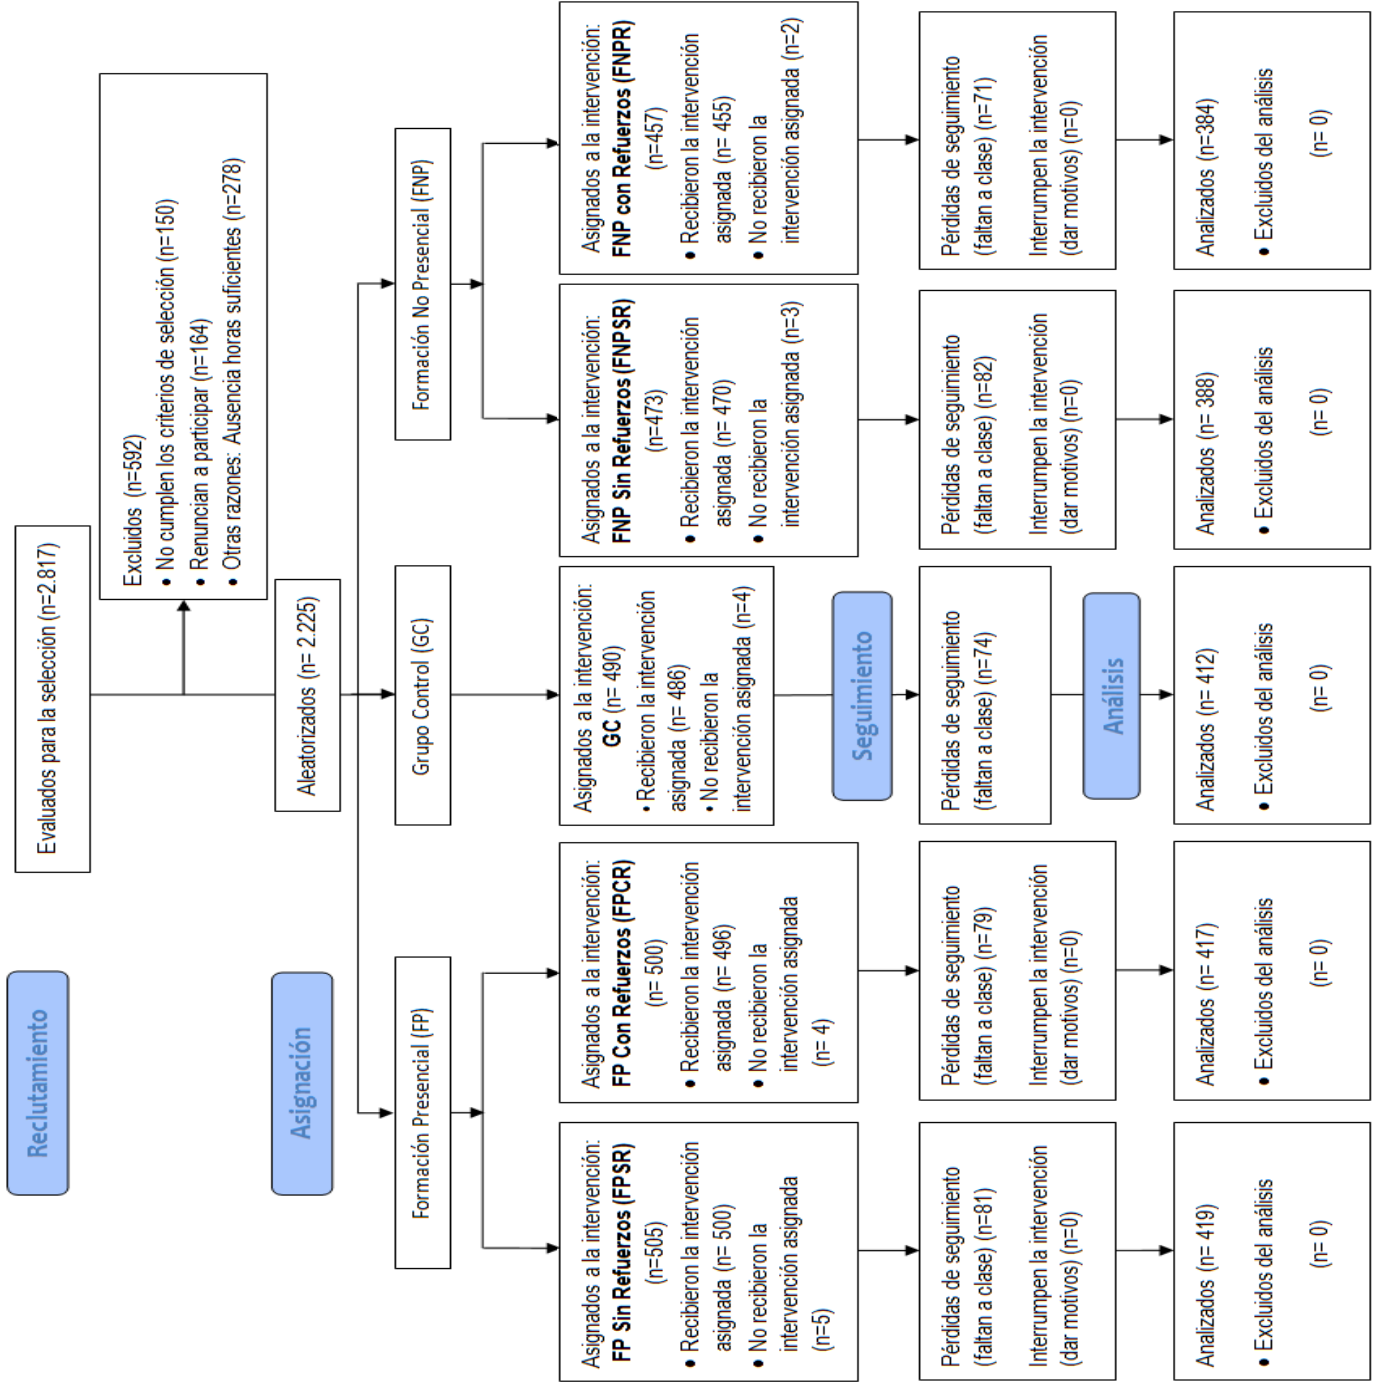 Reclutamiento
Evaluados para la selección (n=2.817)
Excluidos (n=592)
• No cumplen los criterios de selección (n=150)
• Renuncian a participar (n=164)
• Otras razones: Ausencia horas suficientes (n=278)
Asignación
Aleatorizados (n= 2.225)
Formación Presencial (FP)
Grupo Control (GC)
Formación No Presencial (FNP)
Asignados a la intervención:
FP Sin Refuerzos (FPSR)
(n=505)
• Recibieron la intervención
asignada (n= 500)
• No recibieron la
intervención asignada
(n=5)
Asignados a la intervención:
FP Con Refuerzos (FPCR)
(n= 500)
• Recibieron la intervención
asignada (n= 496)
• No recibieron la
intervención asignada
(n= 4)
Asignados a la intervención:
GC (n= 490)
• Recibieron la intervención
asignada (n= 486)
• No recibieron la
intervención asignada (n=4)
Asignados a la intervención:
FNP Sin Refuerzos (FNPSR)
(n=473)
• Recibieron la intervención
asignada (n= 470)
• No recibieron la
intervención asignada (n=3)
Asignados a la intervención:
FNP con Refuerzos (FNPR)
(n=457)
• Recibieron la intervención
asignada (n= 455)
• No recibieron la
intervención asignada (n=2)
Seguimiento
Pérdidas de seguimiento
(faltan a clase) (n=81)
Interrumpen la intervención
(dar motivos) (n=0)
Pérdidas de seguimiento
(faltan a clase) (n=79)
Interrumpen la intervención
(dar motivos) (n=0)
Pérdidas de seguimiento
(faltan a clase) (n=74)
Pérdidas de seguimiento
(faltan a clase) (n=82)
Interrumpen la intervención
(dar motivos) (n=0)
Pérdidas de seguimiento
(faltan a clase) (n=71)
Interrumpen la intervención
(dar motivos) (n=0)
Análisis
Analizados (n= 419)
• Excluidos del análisis
(n= 0)
Analizados (n= 417)
• Excluidos del análisis
(n= 0)
Analizados (n= 412)
• Excluidos del análisis
(n= 0)
Analizados (n= 388)
• Excluidos del análisis
(n= 0)
Analizados (n=384)
• Excluidos del análisis
(n= 0)